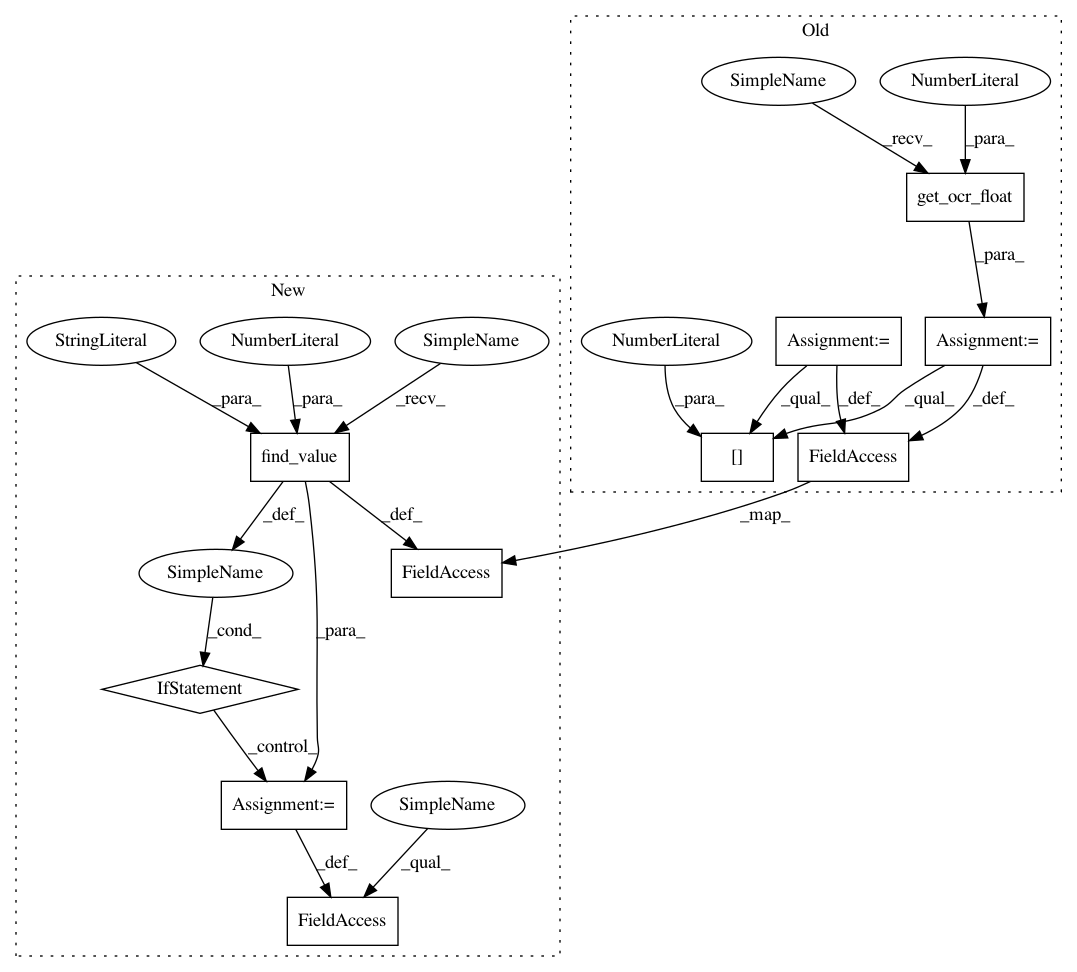 Old
SimpleName
NumberLiteral
_recv_
_para_
get_ocr_float
_para_
New
StringLiteral
NumberLiteral
SimpleName
NumberLiteral
Assignment:=
Assignment:=
_para_
_para_
_recv_
_para_
_qual_
_def_
_qual_
_def_
find_value
[]
FieldAccess
_def_
_def_
_map_
SimpleName
FieldAccess
_cond_
_para_
IfStatement
_control_
Assignment:=
SimpleName
_def_
_qual_
FieldAccess